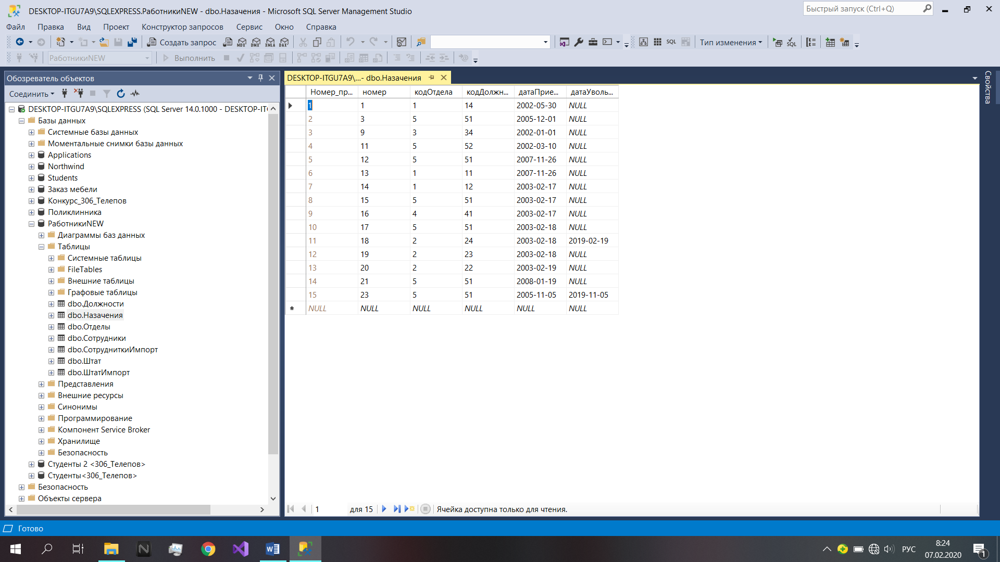 DESKTOP-ITGU7A9\SQLEXPRESS.РаботникиNEW - dbo.Назачения - Microsoft SQL Server Management Studio
Быстрый запуск (Ctrl+Q)
Файл Правка Вид Проект Конструктор запросов Сервис Окно Справка
Создать запрос MDX DMX XMLA DAX SQL Тип изменения SQL
РаботникиNEW Выполнить
Обозреватель объектов
Соединить
DESKTOP-ITGU7A9\SQLEXPRESS (SQL Server 14.0.1000 - DESKTOP-IT
Базы данных
Системные базы данных
Моментальные снимки базы данных
Applications
Northwind
Students
Заказ мебели
Конкурс_306_Телепов
Поликлинника
РаботникиNEW
Диаграммы баз данных
Таблицы
Системные таблицы
FileTables
Внешние таблицы
Графовые таблицы
dbo.Должности
dbo.Назачения
dbo.Отделы
dbo.Сотрудники
dbo.СотрудниткиИмпорт
dbo.Штат
dbo.ШтатИмпорт
Представления
Внешние ресурсы
Синонимы
Программирование
Компонент Service Broker
Хранилище
Безопасность
Студенты 2 <306_Телепов>
Студенты<306_Телепов>
Безопасность
Объекты сервера
DESKTOP-ITGU7A9\...- dbo.Назачения
Номер_пр... номер кодОтдела кодДолжн... датаПрие... датаУволь...
1 1 1 14 2002-05-30 NULL
2 3 5 51 2005-12-01 NULL
3 9 3 34 2002-01-01 NULL
4 11 5 52 2002-03-10 NULL
5 12 5 51 2007-11-26 NULL
6 13 1 11 2007-11-26 NULL
7 14 1 12 2003-02-17 NULL
8 15 5 51 2003-02-17 NULL
9 16 4 41 2003-02-17 NULL
10 17 5 51 2003-02-18 NULL
11 18 2 24 2003-02-18 2019-02-19
12 19 2 23 2003-02-18 NULL
13 20 2 22 2003-02-19 NULL
14 21 5 51 2008-01-19 NULL
15 23 5 51 2005-11-05 2019-11-05
NULL NULL NULL NULL NULL NULL
1 для 15 Ячейка доступна только для чтения.
Свойства
Готово
РУС
8:24
07.02.2020
1